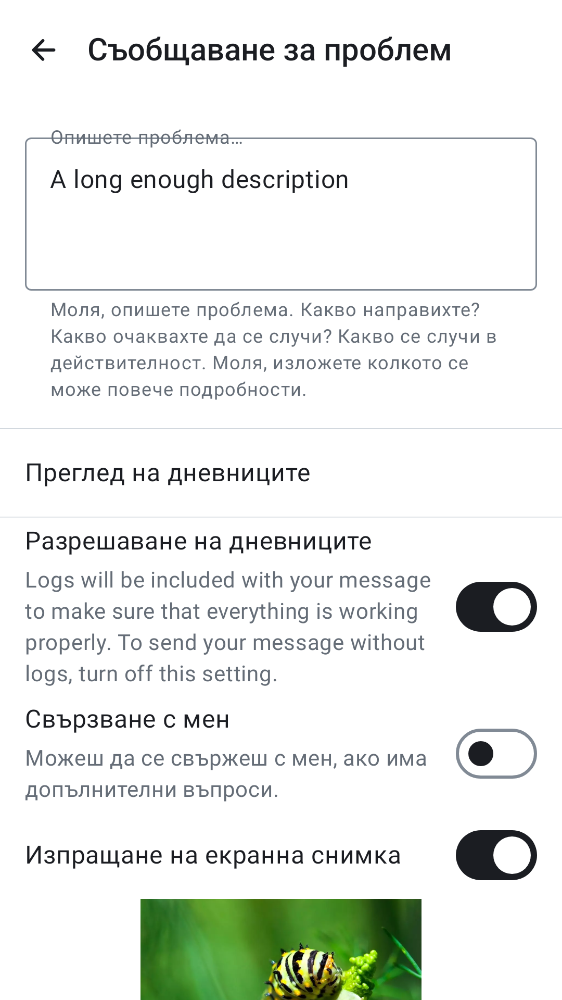 Съобщаване за проблем
Опишете проблема…
A long enough description
Моля, опишете проблема. Какво направихте?
Какво очаквахте да се случи? Какво се случи в
действителност. Моля, изложете колкото се
може повече подробности.
Преглед на дневниците
Разрешаване на дневниците
Logs will be included with your message
to make sure that everything is working
properly. To send your message without
logs, turn off this setting.
Свързване с мен
Можеш да се свържеш с мен, ако има
допълнителни въпроси.
Изпращане на екранна снимка